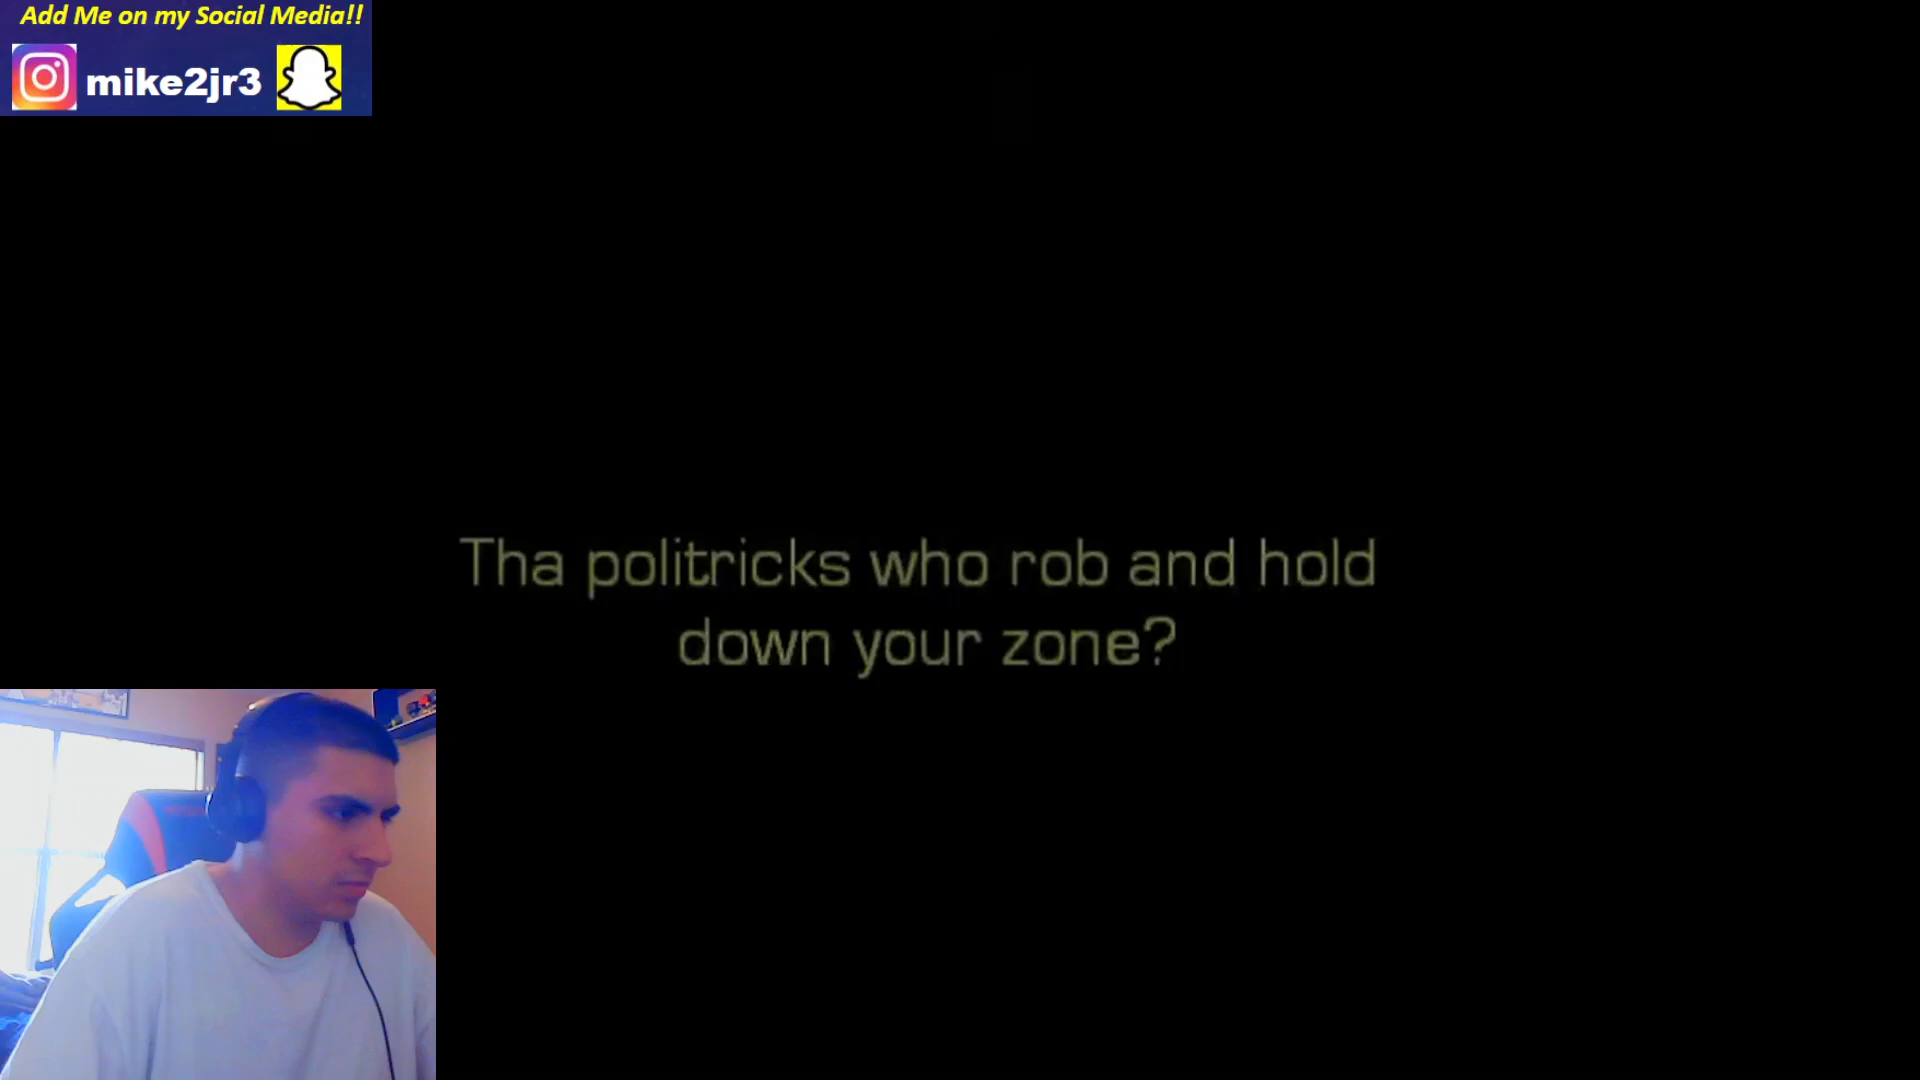 Add Me on my Social Media!!
mike2jr3
Tha politricks who rob and hold
down your zone?